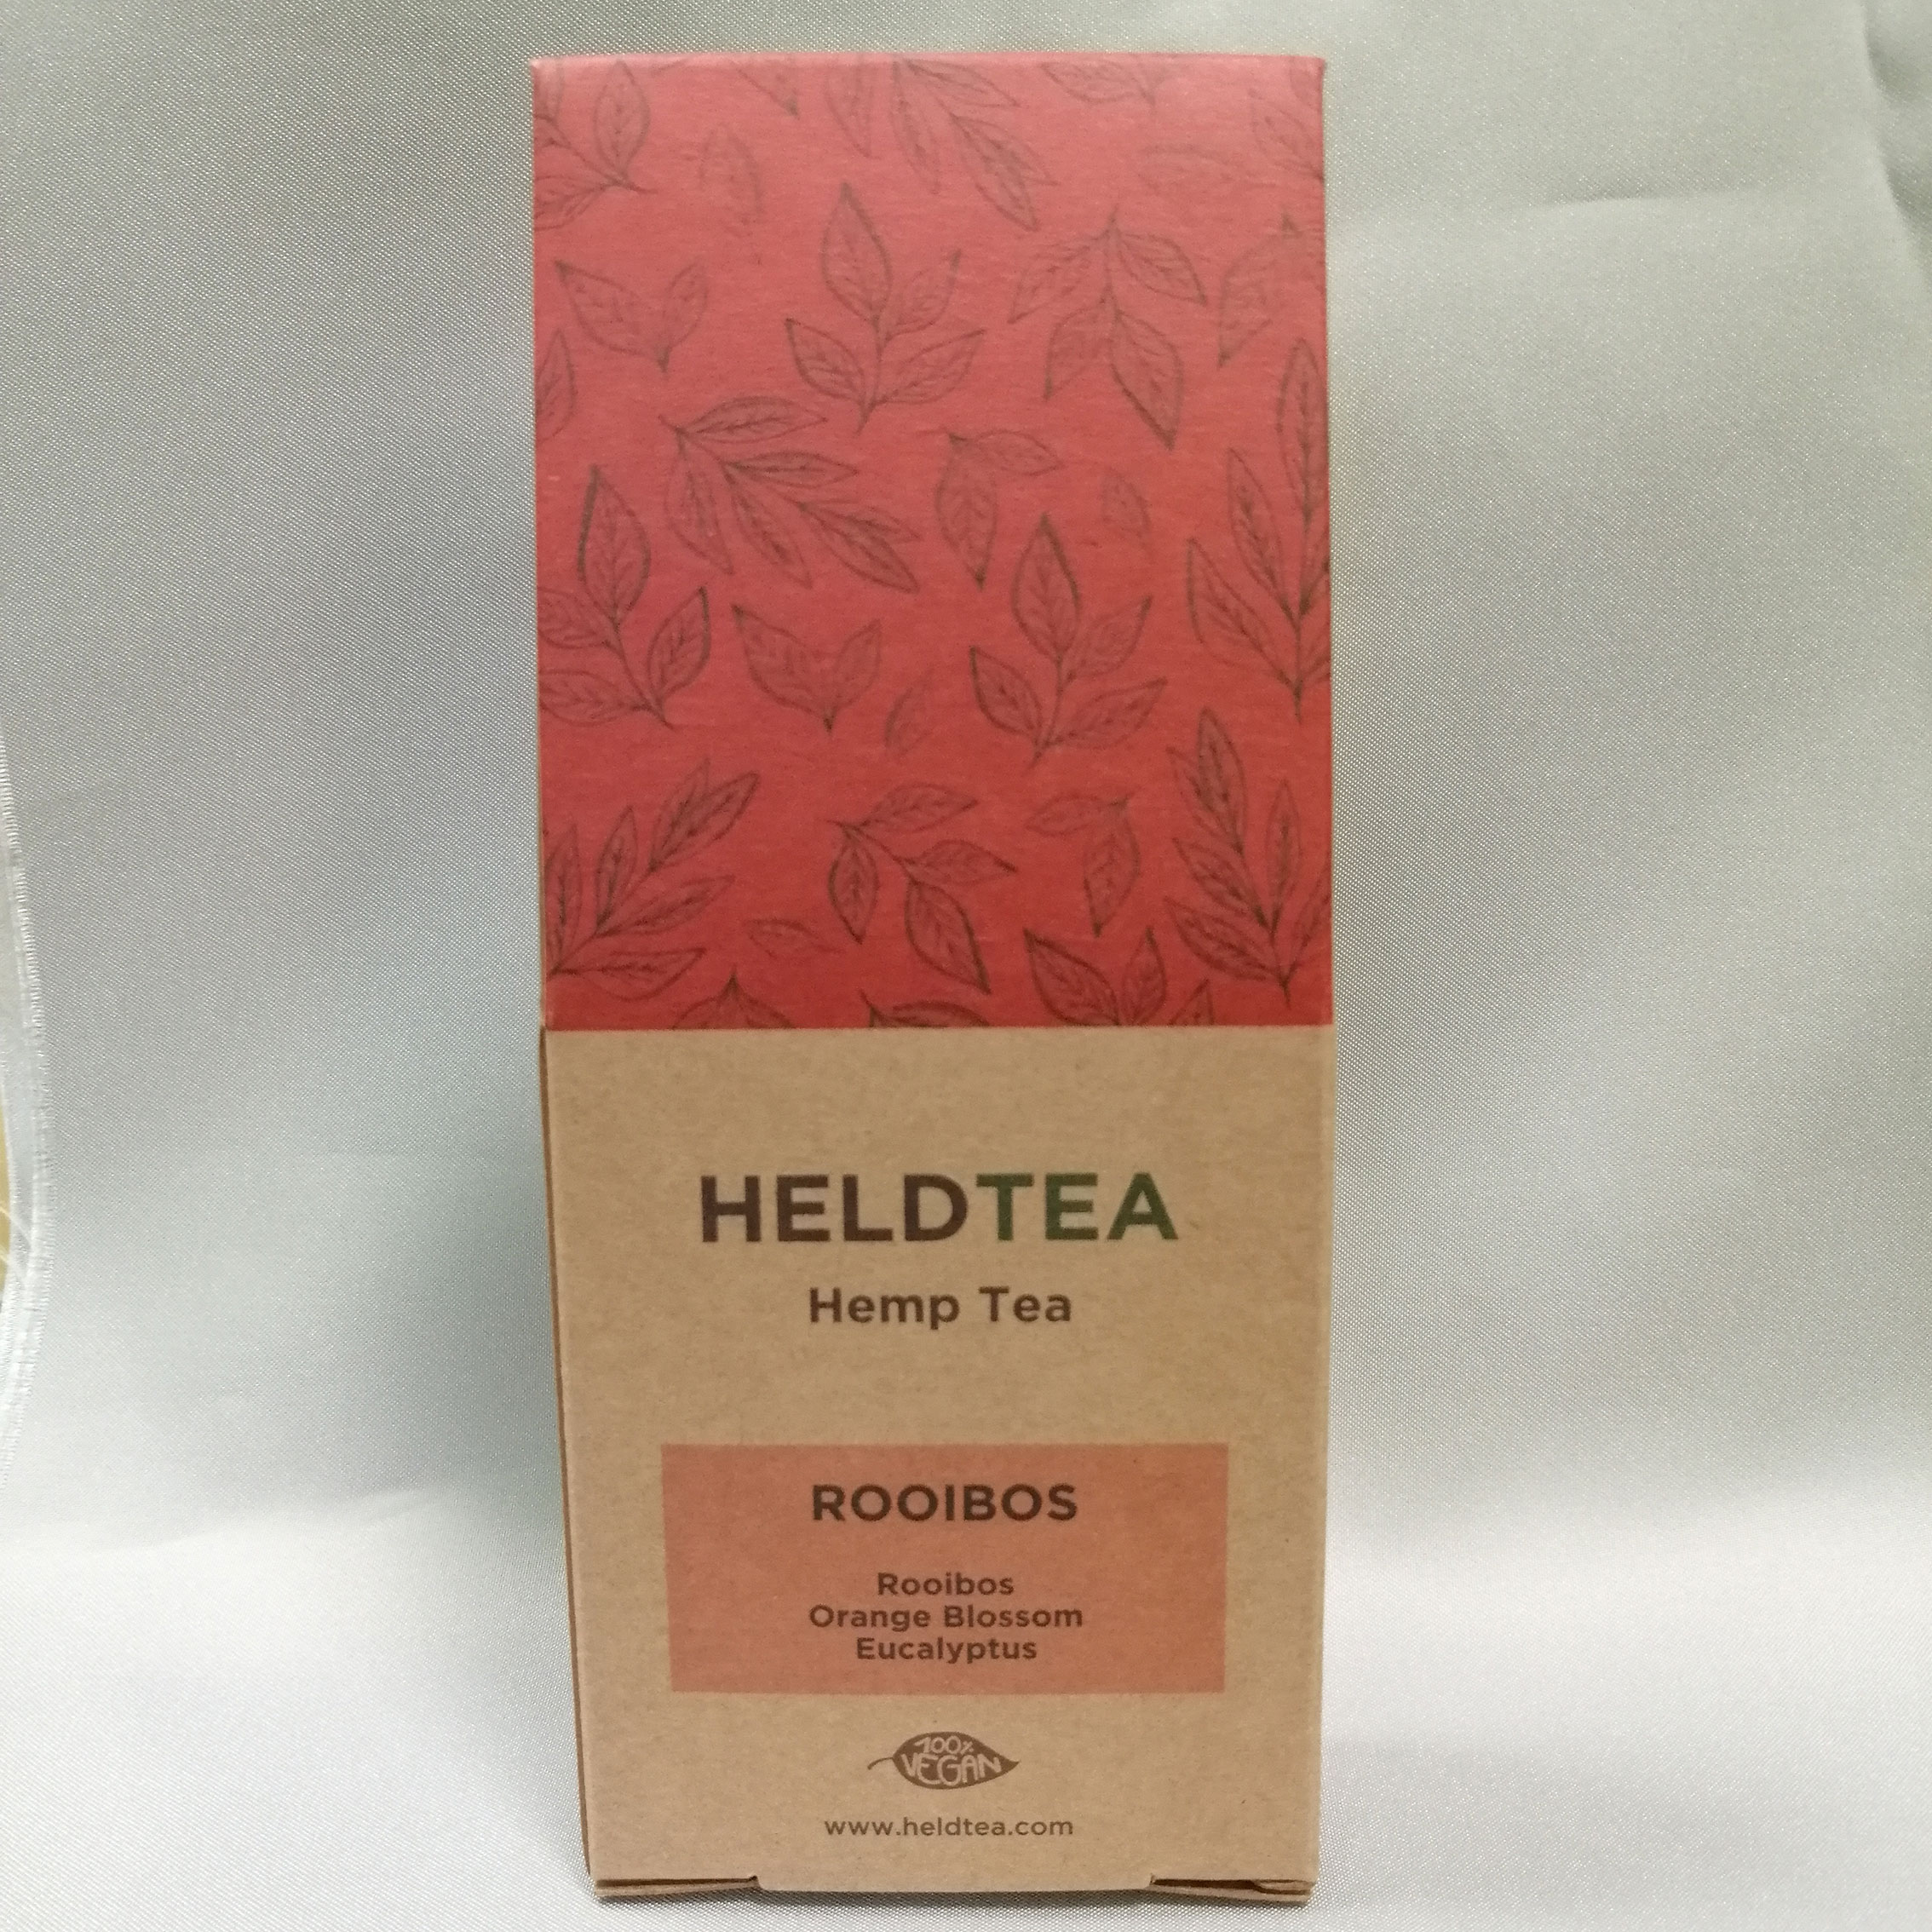 HELDTEA
Hemp Tea
ROOIBOS
Rooibos
Orange Blossom
Eucalyptus
100%
VEGAN
www.heldtea.com